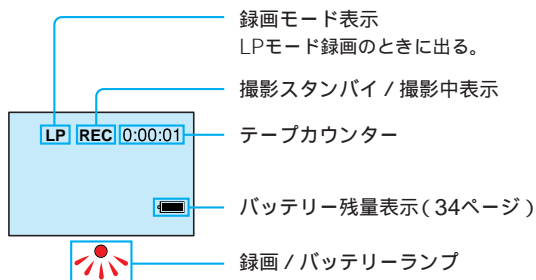 録画モード表示
LPモード録画のときに出る。
撮影スタンバイ / 撮影中表示
LP REC 0:00:01
テープカウンター
バッテリー残量表示(34ページ)
録画 / バッテリーランプ